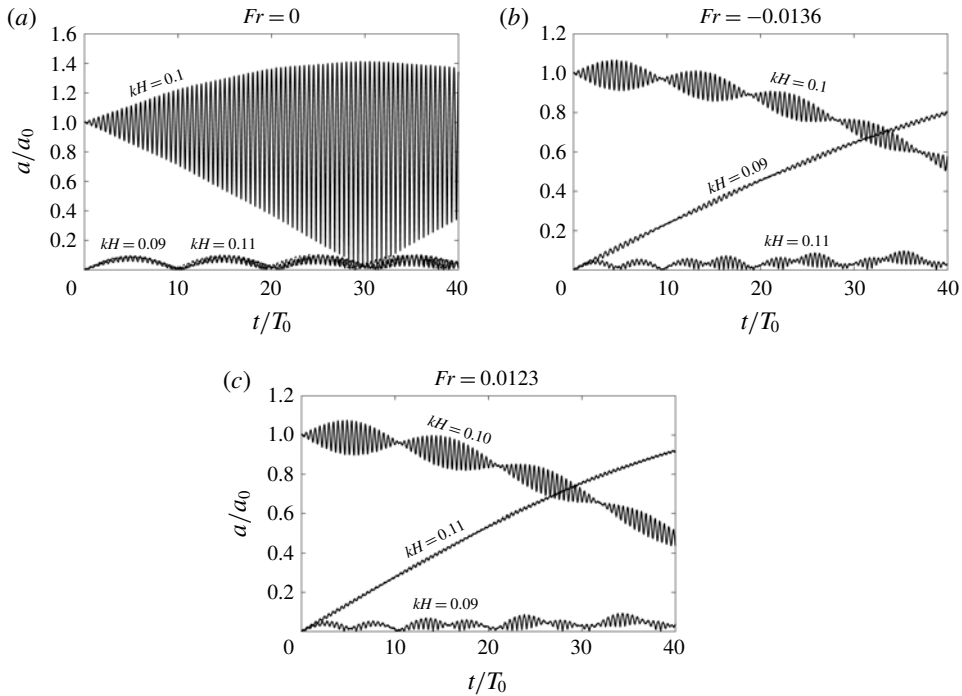 (a)
Fr = 0
1.6
1.4
1.2
1.0
0.8
0.6
0.4
0.2
a/a₀
kH = 0.1
kH = 0.09
kH = 0.11
0
10
20
30
40
t/T₀
(b)
Fr = −0.0136
1.2
1.0
0.8
0.6
0.4
0.2
kH = 0.1
kH = 0.09
kH = 0.11
0
10
20
30
40
t/T₀
(c)
Fr = 0.0123
1.2
1.0
0.8
0.6
0.4
0.2
a/a₀
kH = 0.10
kH = 0.11
kH = 0.09
0
10
20
30
40
t/T₀